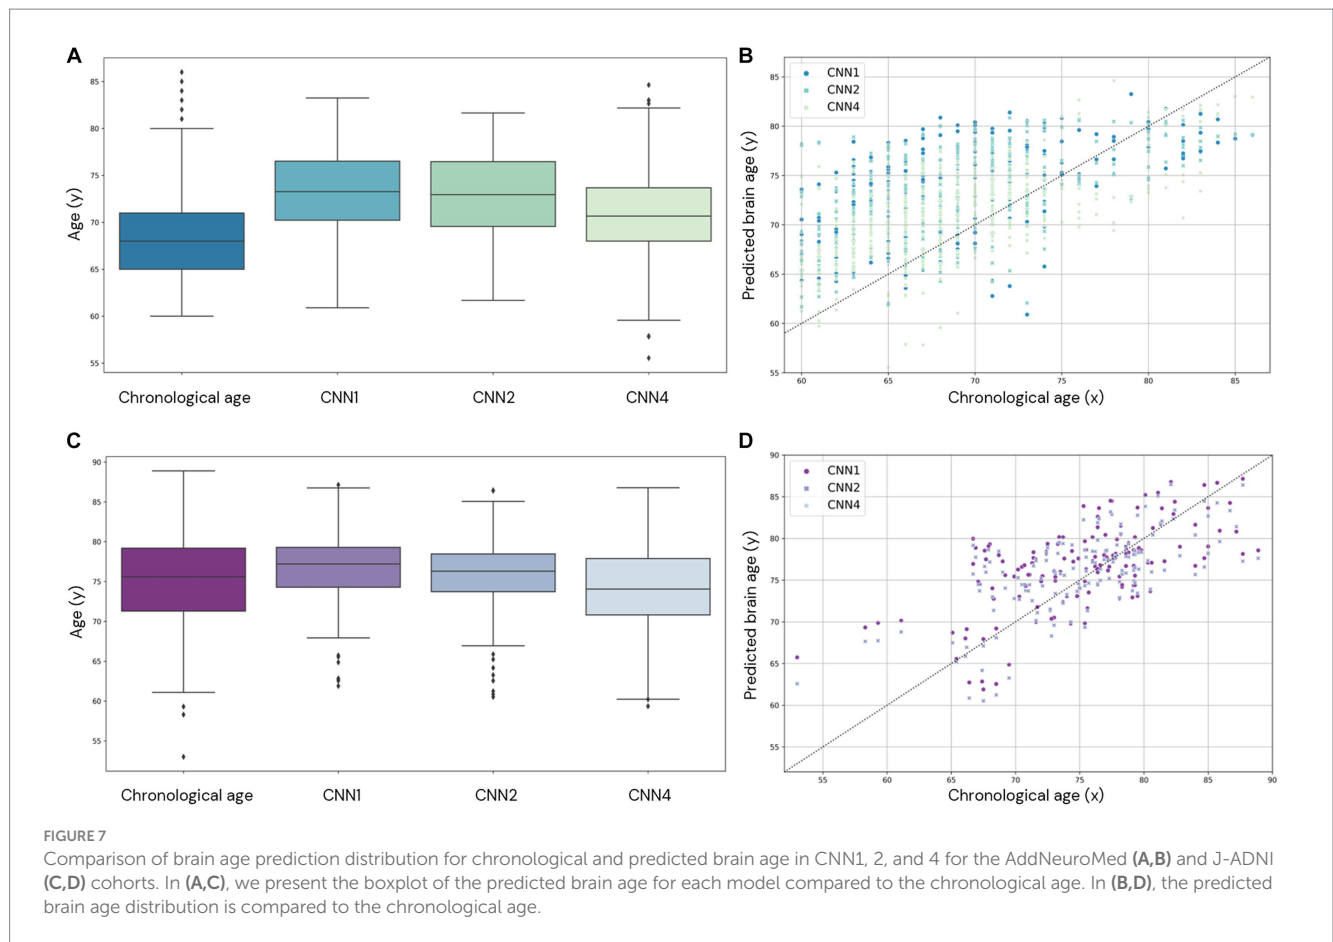 A
Age (y)
85
80
75
70
65
60
55
Chronological age
CNN1
CNN2
CNN4
B
Predicted brain age (y)
85
80
75
70
65
60
55
CNN1
CNN2
CNN4
60
65
70
75
80
85
Chronological age (x)
C
Age (y)
90
85
80
75
70
65
60
55
Chronological age
CNN1
CNN2
CNN4
D
Predicted brain age (y)
90
85
80
75
70
65
60
55
CNN1
CNN2
CNN4
55
60
65
70
75
80
85
90
Chronological age (x)
FIGURE 7
Comparison of brain age prediction distribution for chronological and predicted brain age in CNN1, 2, and 4 for the AddNeuroMed (A,B) and J-ADNI
(C,D) cohorts. In (A,C), we present the boxplot of the predicted brain age for each model compared to the chronological age. In (B,D), the predicted
brain age distribution is compared to the chronological age.